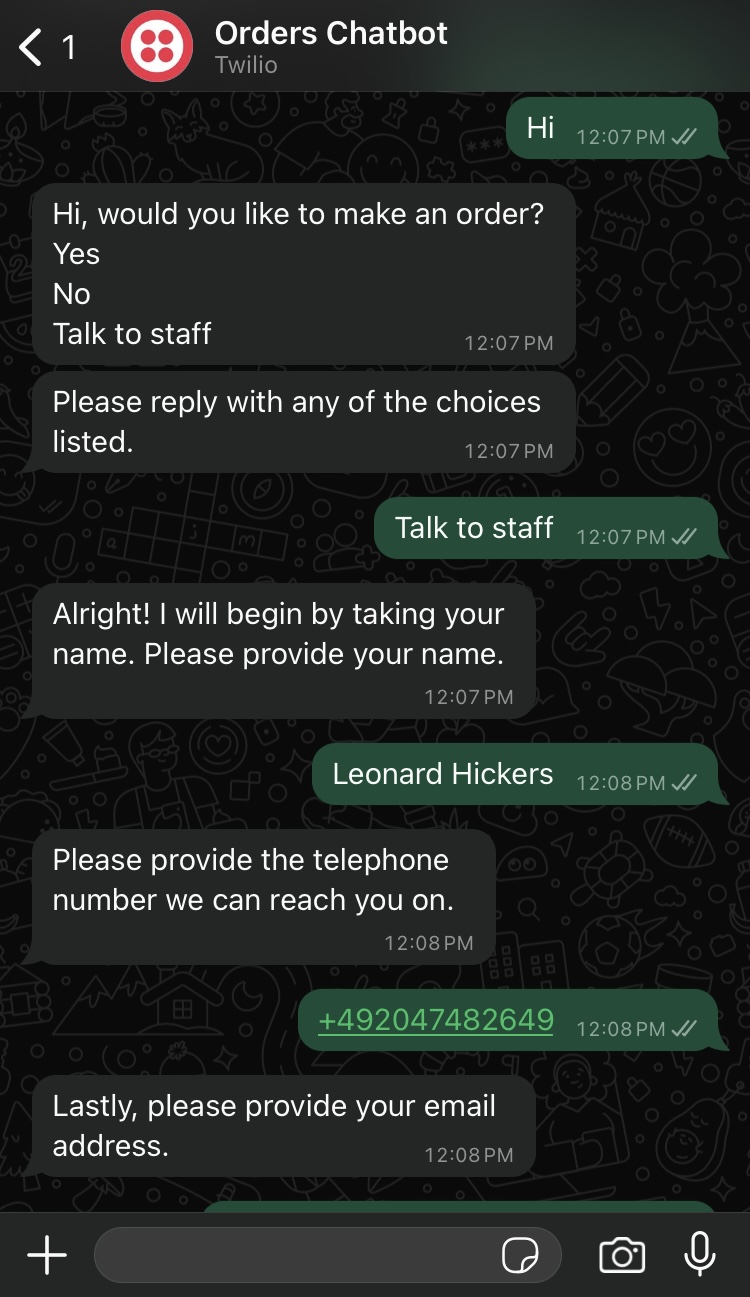 1
Orders Chatbot
Twilio
Hi 12:07 PM
Hi, would you like to make an order?
Yes
No
Talk to staff 12:07 PM
Please reply with any of the choices
listed. 12:07 PM
Talk to staff 12:07 PM
Alright! I will begin by taking your
name. Please provide your name.
12:07 PM
Leonard Hickers 12:08 PM
Please provide the telephone
number we can reach you on.
12:08 PM
+492047482649 12:08 PM
Lastly, please provide your email
address. 12:08 PM